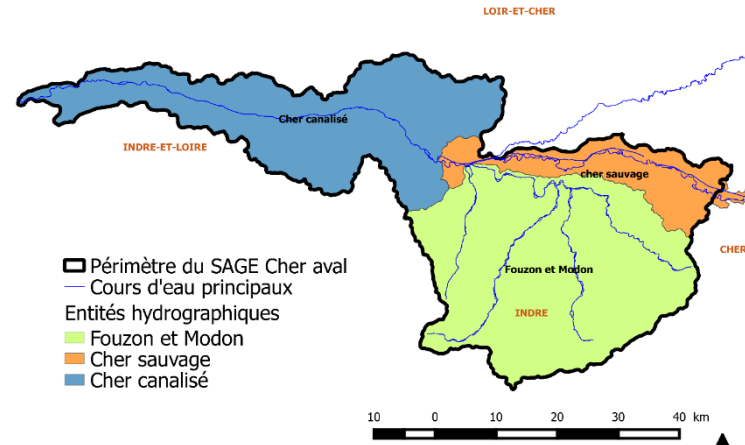 LOIR-ET-CHER
Cher canalisé
INDRE-ET-LOIRE
cher sauvage
CHER
Fouzon et Modon
INDRE
Périmètre du SAGE Cher aval
Cours d'eau principaux
Entités hydrographiques
Fouzon et Modon
Cher sauvage
Cher canalisé
10 0 10 20 30 40 km